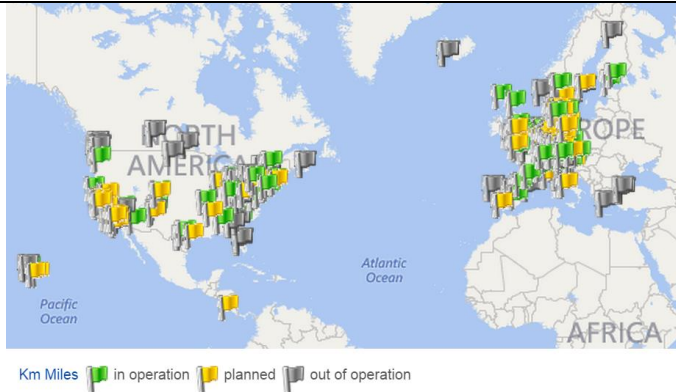 NORTH
AMERICA
EUROPE
Atlantic
Ocean
Pacific
Ocean
AFRICA
Km Miles in operation planned out of operation